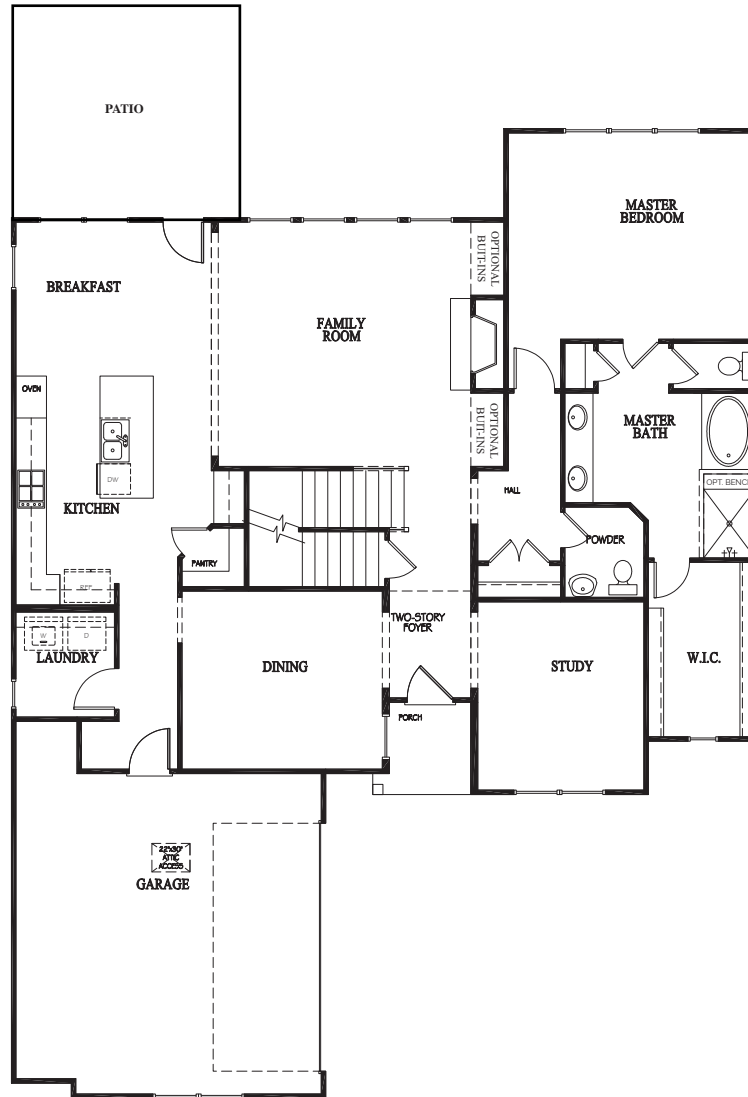 PATIO
MASTER
BEDROOM
OPTIONAL
BUIT-INS
BREAKFAST
FAMILY
ROOM
OVEN
OPTIONAL
BUIT-INS
MASTER
BATH
DW
OPT. BENCH
HALL
KITCHEN
POWDER
PANTRY
REF
TWO-STORY
FOYER
W
D
LAUNDRY
DINING
STUDY
W.I.C.
PORCH
22"x30"
ATTIC
ACCESS
GARAGE